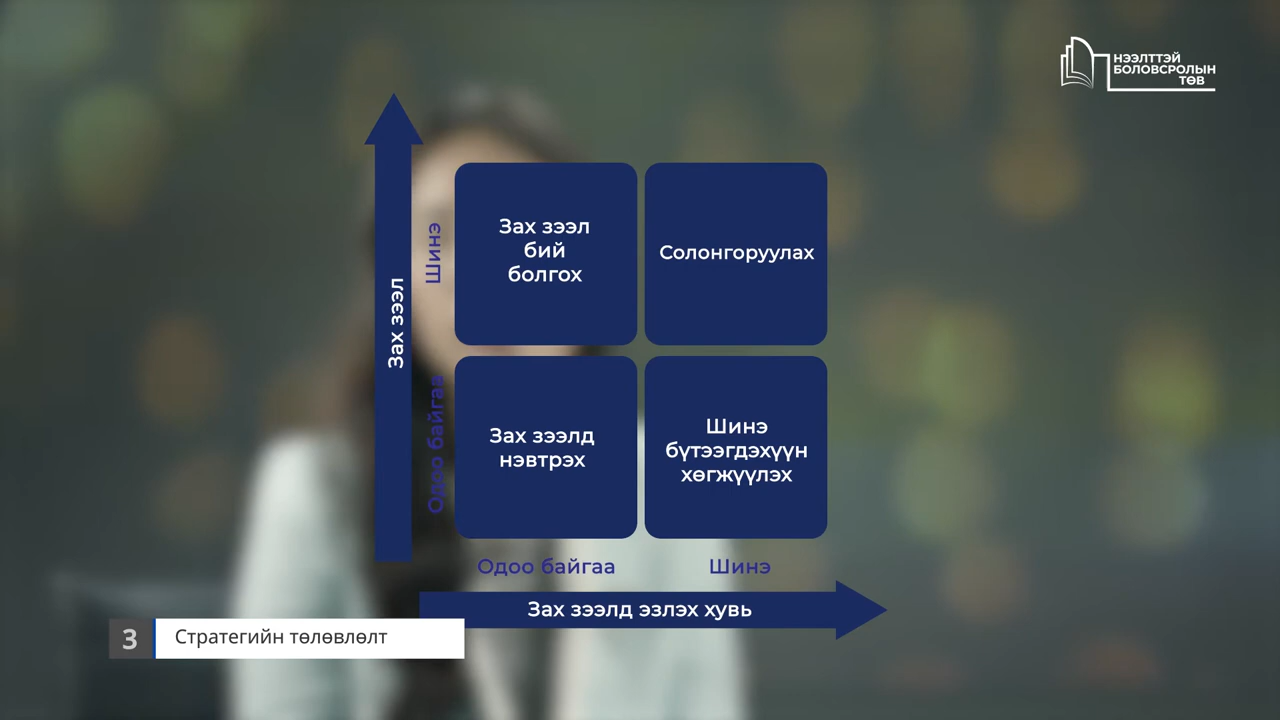 НЭЭЛТТЭЙ
БОЛОВСРОЛЫН
ТӨВ
Зах зээл
Шинэ
Одоо байгаа
Зах зээл
бий
болгох
Солонгоруулах
Зах зээлд
нэвтрэх
Шинэ
бүтээгдэхүүн
хөгжүүлэх
Одоо байгаа
Шинэ
Зах зээлд эзлэх хувь
3
Стратегийн төлөвлөлт